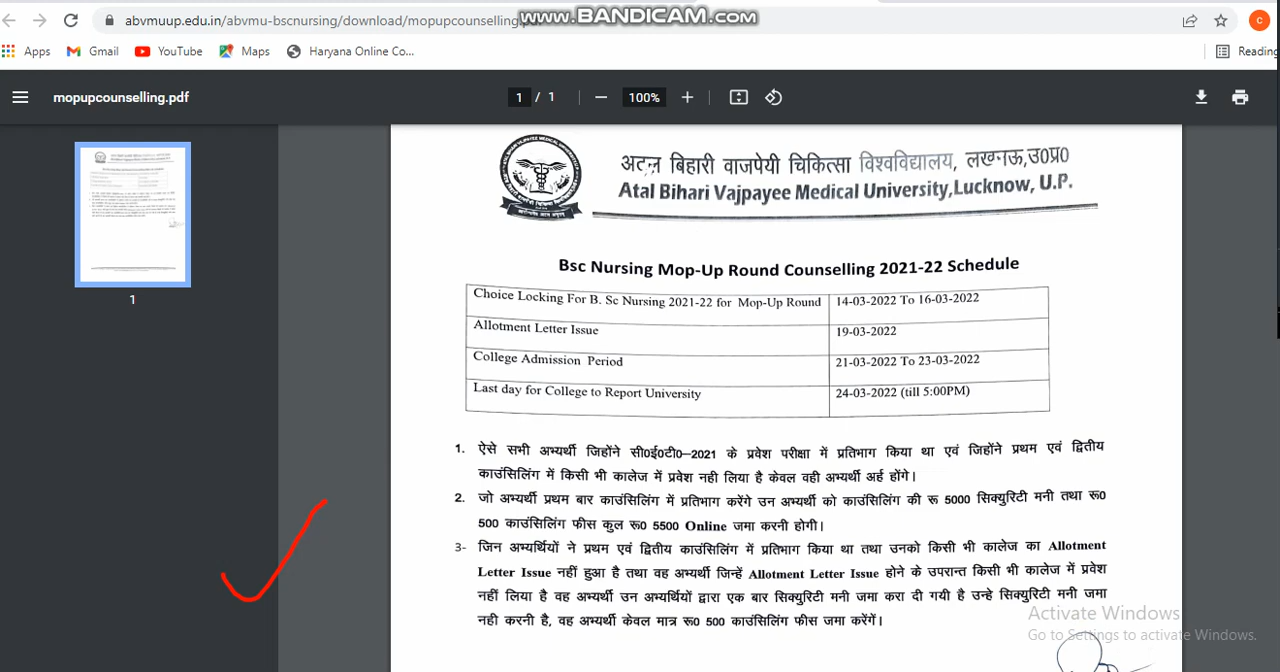 abvmuup.edu.in/abvmu-bscnursing/download/mopupcounselling.
www.BANDICAM.com
Apps Gmail YouTube Maps Haryana Online Co... Reading
mopupcounselling.pdf 1 / 1 — 100% +
1
अटल बिहारी वाजपेयी चिकित्सा विश्वविद्यालय, लखनऊ,उ0प्र0
Atal Bihari Vajpayee Medical University,Lucknow, U.P.
Bsc Nursing Mop-Up Round Counselling 2021-22 Schedule
Choice Locking For B. Sc Nursing 2021-22 for Mop-Up Round 14-03-2022 To 16-03-2022
Allotment Letter Issue 19-03-2022
College Admission Period 21-03-2022 To 23-03-2022
Last day for College to Report University 24-03-2022 (till 5:00PM)
1. ऐसे सभी अभ्यर्थी जिहोंने सी0ई0टी0–2021 के प्रवेश परीक्षा में प्रतिभाग किया था एवं जिहोंने प्रथम एवं द्वितीय
काउंसिलिंग में किसी भी कालेज में प्रवेश नही लिया है केवल वही अभ्यर्थी अर्ह होंगे।
2. जो अभ्यर्थी प्रथम बार काउंसिलिंग में प्रतिभाग करेंगे उन अभ्यर्थी को काउंसिलिंग की रू 5000 सिक्युरिटी मनी तथा रू0
500 काउंसिलिंग फीस कुल रू0 5500 Online जमा करनी होगी।
3- जिन अभ्यर्थियों ने प्रथम एवं द्वितीय काउंसिलिंग में प्रतिभाग किया था तथा उनको किसी भी कालेज का Allotment
Letter Issue नहीं हुआ है तथा वह अभ्यर्थी जिन्हें Allotment Letter Issue होने के उपरान्त किसी भी कालेज में प्रवेश
नहीं लिया है वह अभ्यर्थी उन अभ्यर्थियों द्वारा एक बार सिक्युरिटी मनी जमा करा दी गयी है उन्हे सिक्युरिटी मनी जमा
नही करनी है, वह अभ्यर्थी केवल मात्र रू0 500 काउंसिलिंग फीस जमा करेंगें।
Activate Windows
Go to Settings to activate Windows.